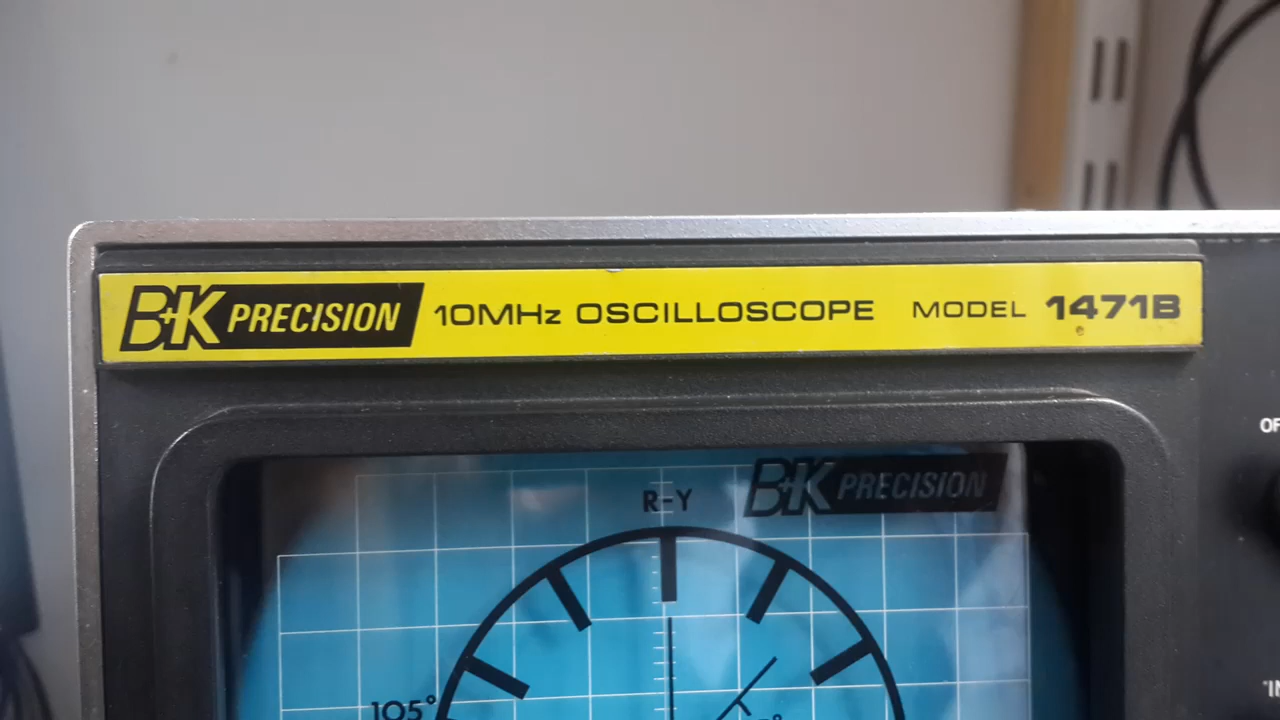 B+K PRECISION 10MHz OSCILLOSCOPE MODEL 1471B
B+K PRECISION
R-Y
105°